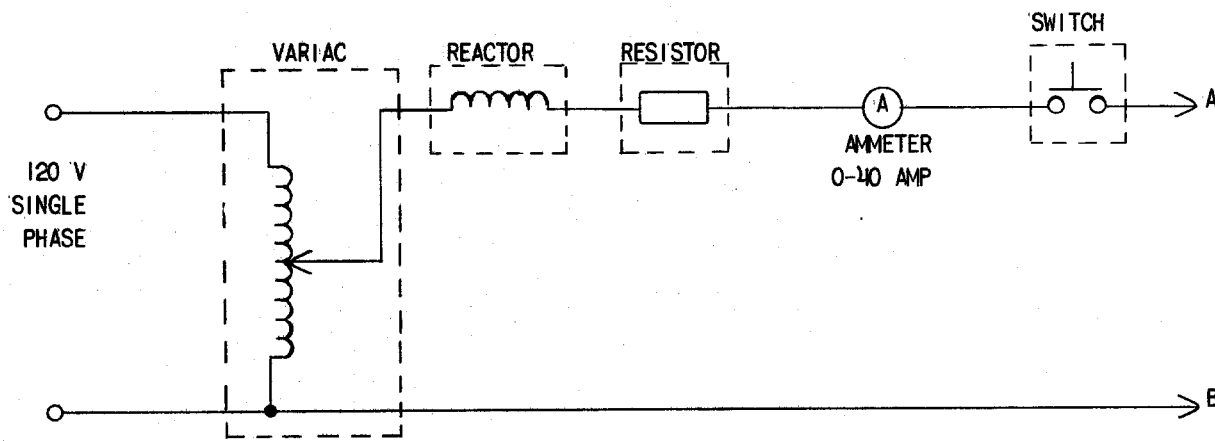 SWITCH
VARIAC
REACTOR
RESISTOR
A
A
120 V
SINGLE
PHASE
AMMETER
0-40 AMP
B